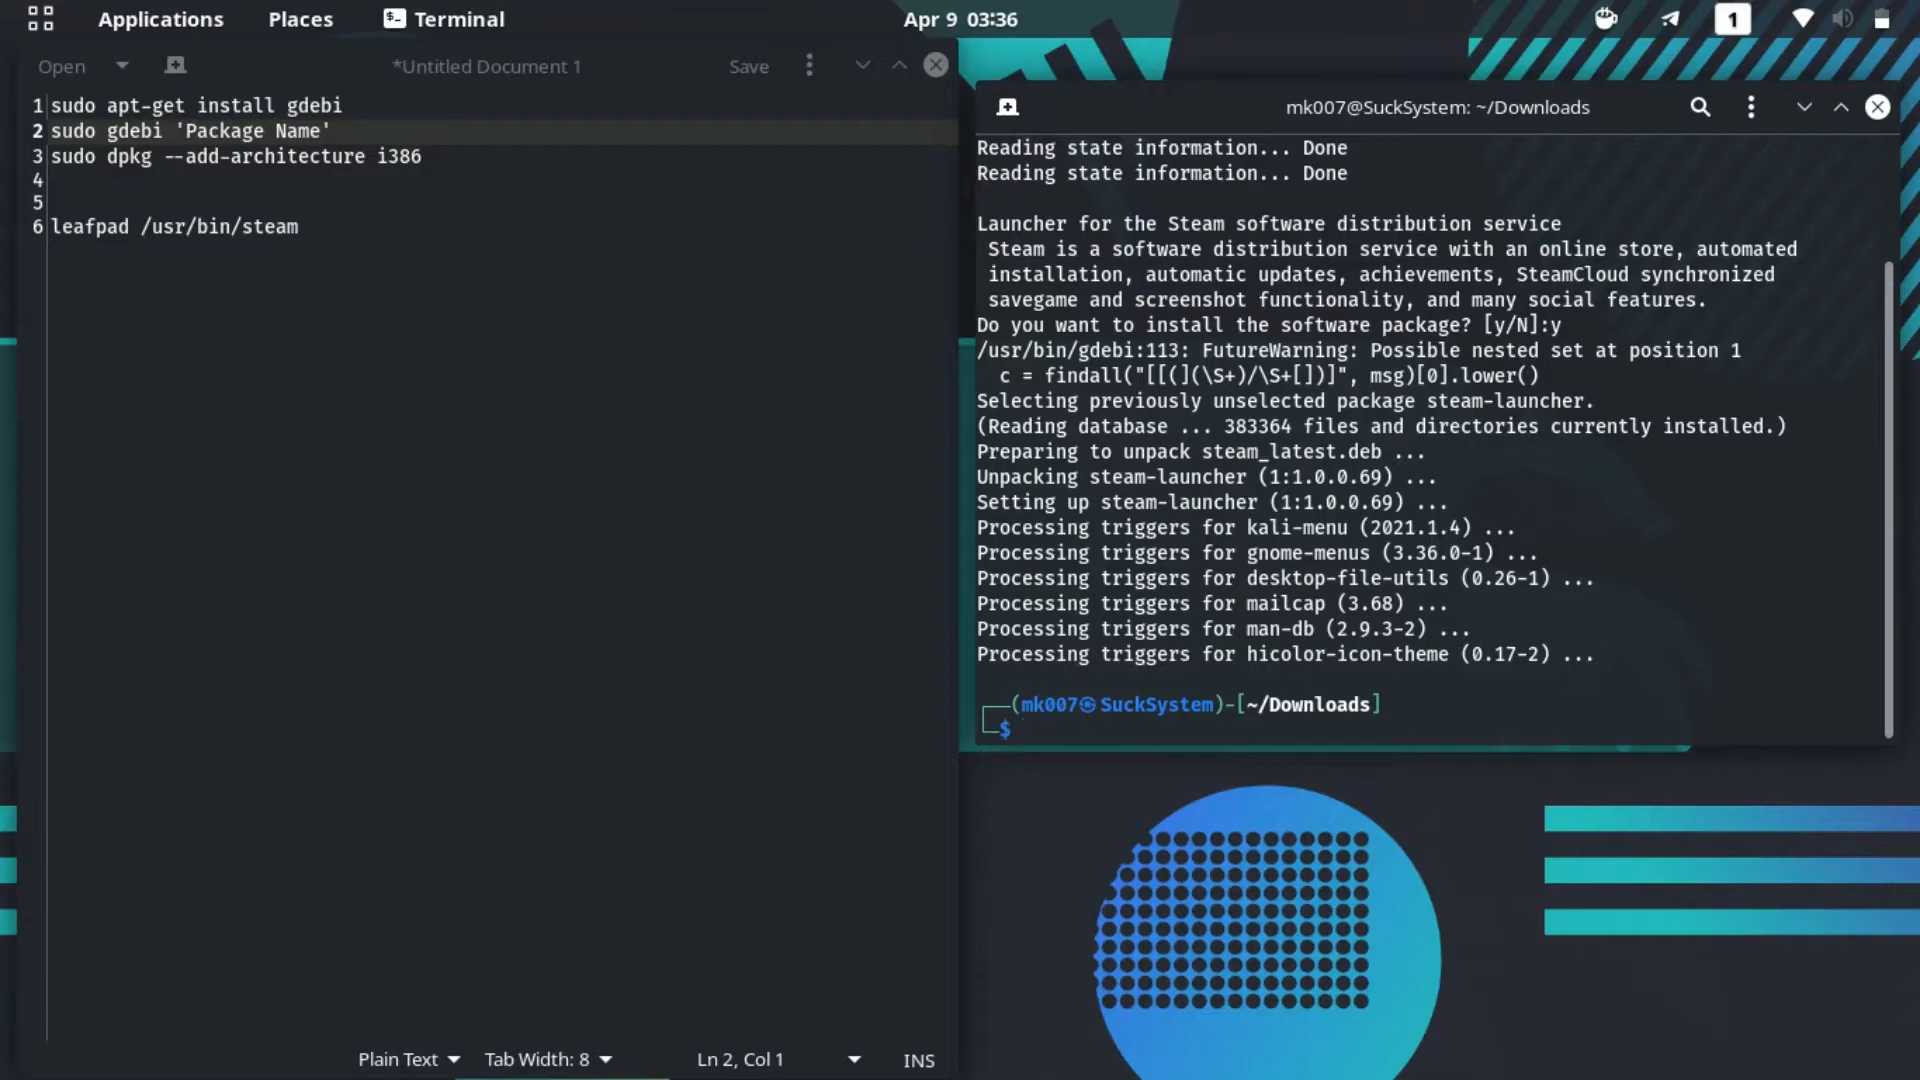 Applications Places Terminal Apr 9 03:36 1
Open *Untitled Document 1 Save
1 sudo apt-get install gdebi
2 sudo gdebi 'Package Name'
3 sudo dpkg --add-architecture i386
4
5
6 leafpad /usr/bin/steam
Plain Text Tab Width: 8 Ln 2, Col 1 INS
mk007@SuckSystem: ~/Downloads
Reading state information... Done
Reading state information... Done
Launcher for the Steam software distribution service
Steam is a software distribution service with an online store, automated
installation, automatic updates, achievements, SteamCloud synchronized
savegame and screenshot functionality, and many social features.
Do you want to install the software package? [y/N]:y
/usr/bin/gdebi:113: FutureWarning: Possible nested set at position 1
c = findall("[[(](\S+)/\S+[])]", msg)[0].lower()
Selecting previously unselected package steam-launcher.
(Reading database ... 383364 files and directories currently installed.)
Preparing to unpack steam_latest.deb ...
Unpacking steam-launcher (1:1.0.0.69) ...
Setting up steam-launcher (1:1.0.0.69) ...
Processing triggers for kali-menu (2021.1.4) ...
Processing triggers for gnome-menus (3.36.0-1) ...
Processing triggers for desktop-file-utils (0.26-1) ...
Processing triggers for mailcap (3.68) ...
Processing triggers for man-db (2.9.3-2) ...
Processing triggers for hicolor-icon-theme (0.17-2) ...
┌──(mk007㉿SuckSystem)-[~/Downloads]
└─$